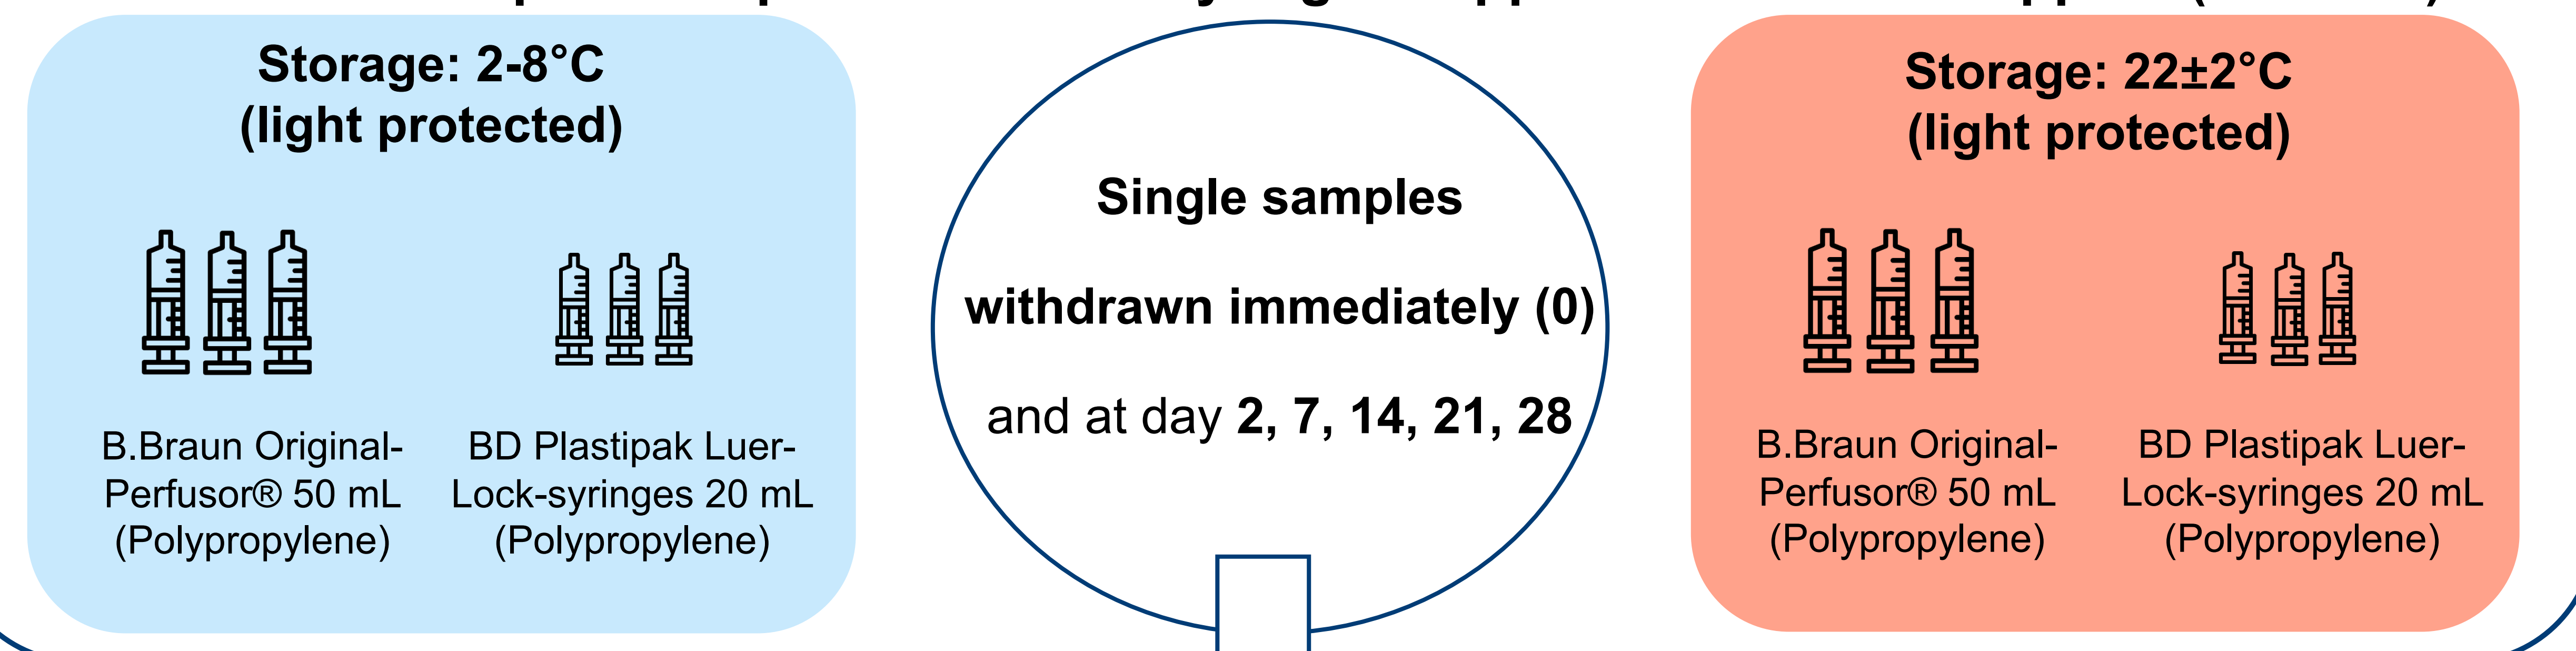 Storage: 2-8°C
(light protected)
B.Braun Original-
Perfusor® 50 mL
(Polypropylene)
BD Plastipak Luer-
Lock-syringes 20 mL
(Polypropylene)
Single samples
withdrawn immediately (0)
and at day 2, 7, 14, 21, 28
Storage: 22±2°C
(light protected)
B.Braun Original-
Perfusor® 50 mL
(Polypropylene)
BD Plastipak Luer-
Lock-syringes 20 mL
(Polypropylene)